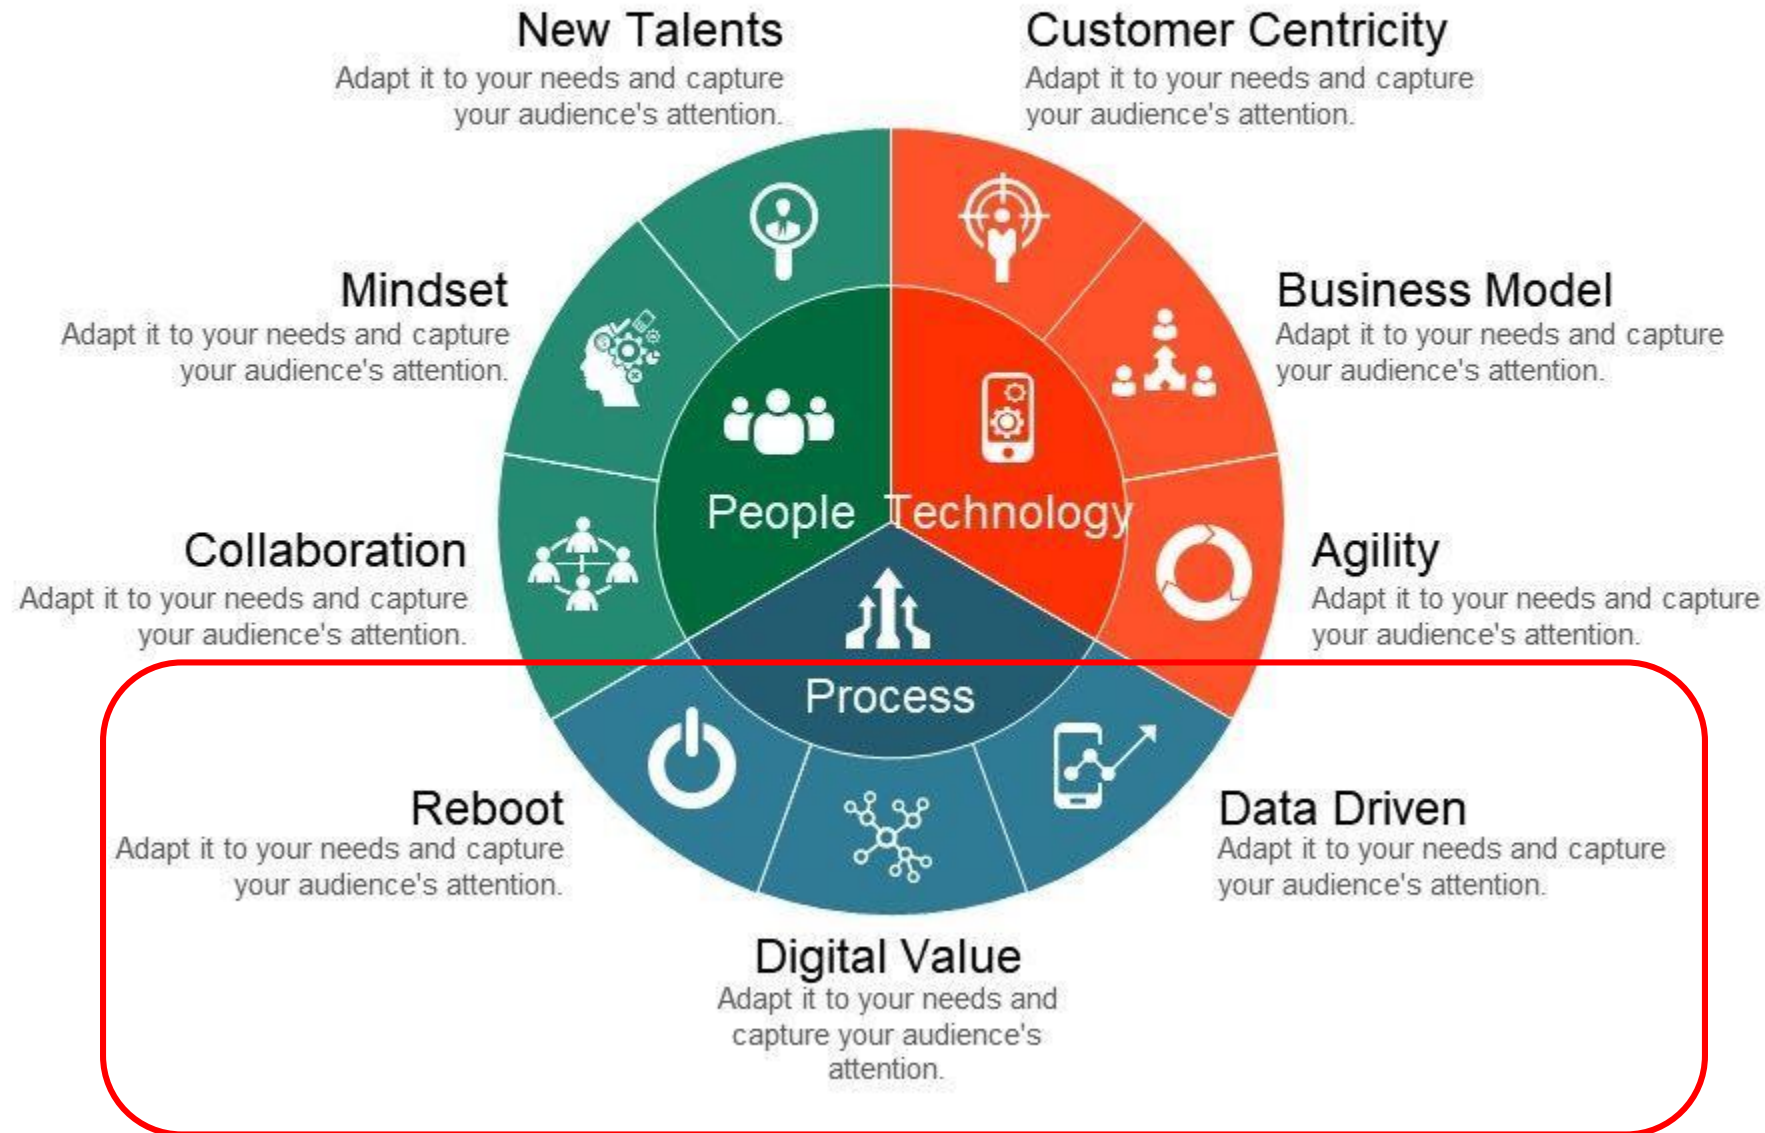 New Talents
Adapt it to your needs and capture
your audience's attention.
Customer Centricity
Adapt it to your needs and capture
your audience's attention.
Mindset
Adapt it to your needs and capture
your audience's attention.
Business Model
Adapt it to your needs and capture
your audience's attention.
People
Technology
Collaboration
Adapt it to your needs and capture
your audience's attention.
Agility
Adapt it to your needs and capture
your audience's attention.
Process
Reboot
Adapt it to your needs and capture
your audience's attention.
Data Driven
Adapt it to your needs and capture
your audience's attention.
Digital Value
Adapt it to your needs and
capture your audience's
attention.